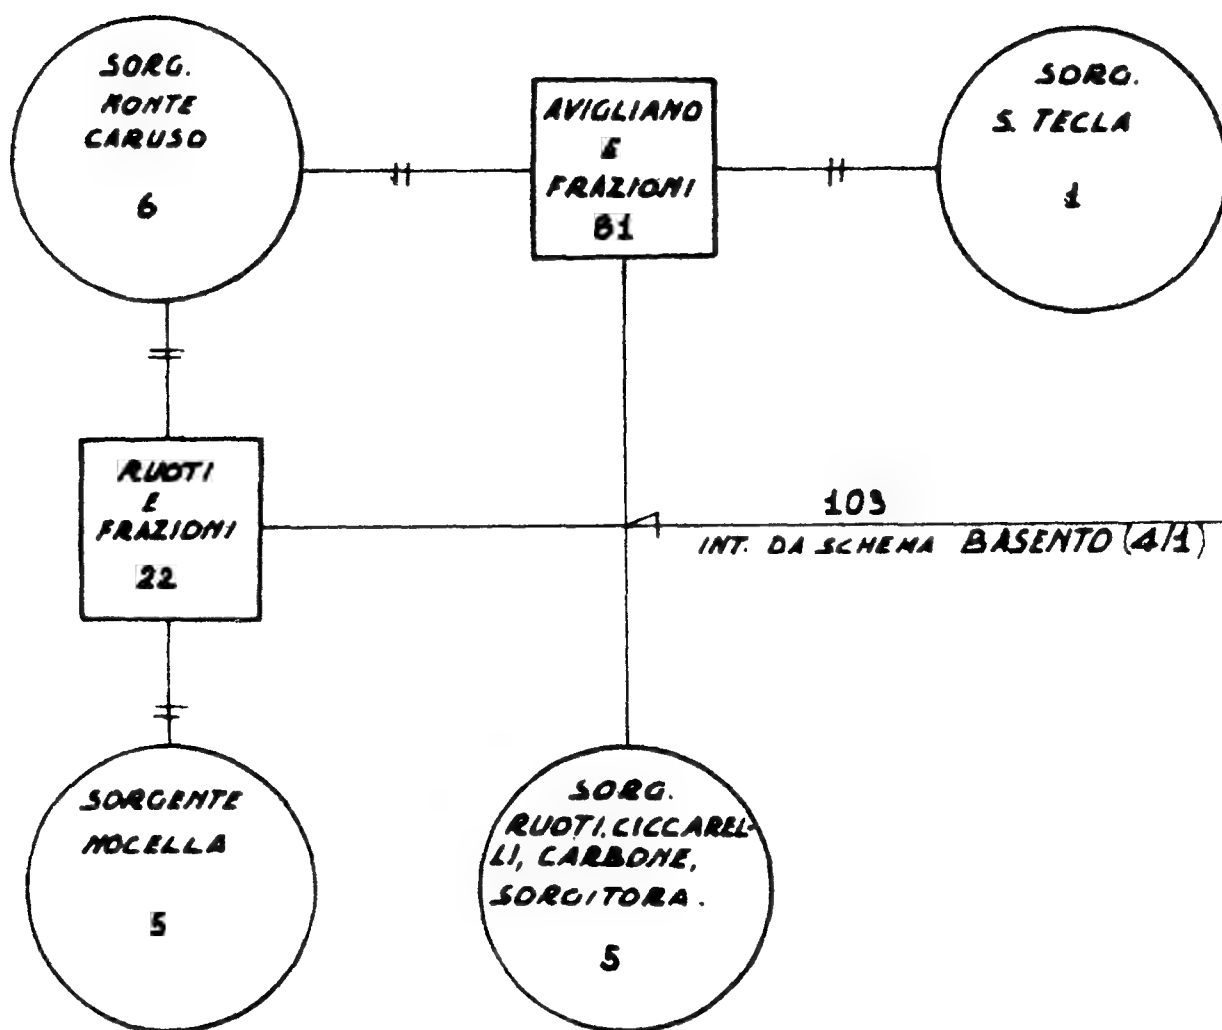 SORG.
MONTE
CARUSO
6
AVIGLIANO
E
FRAZIONI
81
SORG.
S. TECLA
1
RUOTI
E
FRAZIONI
22
103
INT. DA SCHEMA BASENTO (4/1)
SORGENTE
NOCELLA
5
SORG.
RUOTI, CICCAREL-
LI, CARBONE,
SORGITORA.
5